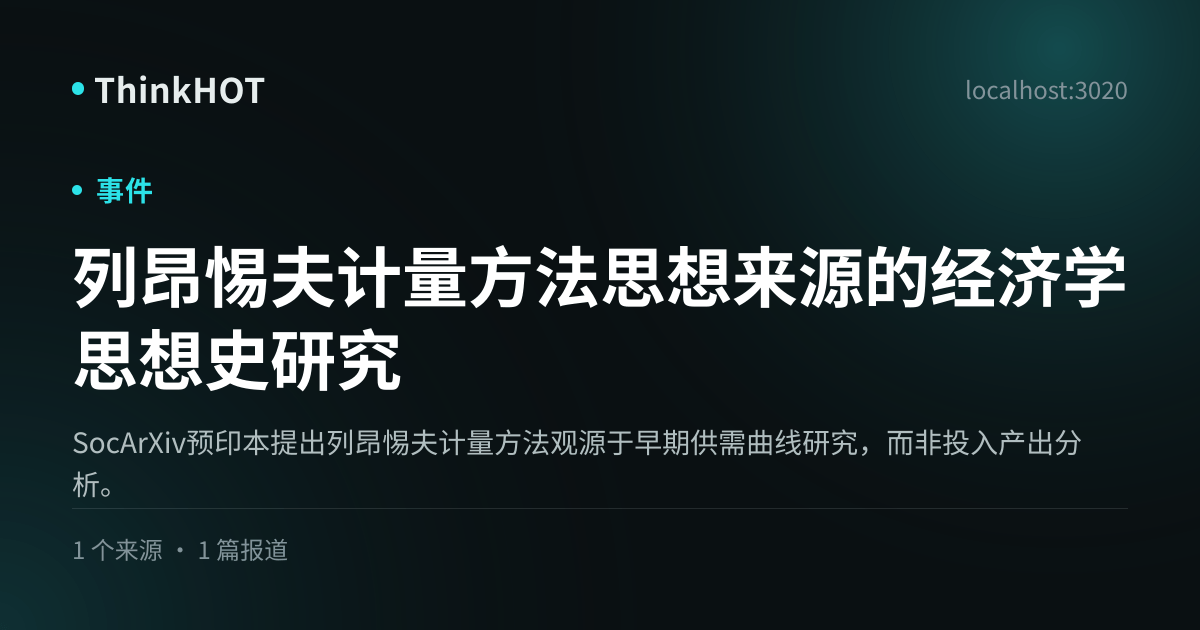 ThinkHOT
localhost:3020
事件
列昂惕夫计量方法思想来源的经济学
思想史研究
SocArXiv预印本提出列昂惕夫计量方法观源于早期供需曲线研究，而非投入产出分
析。
1 个来源 · 1 篇报道